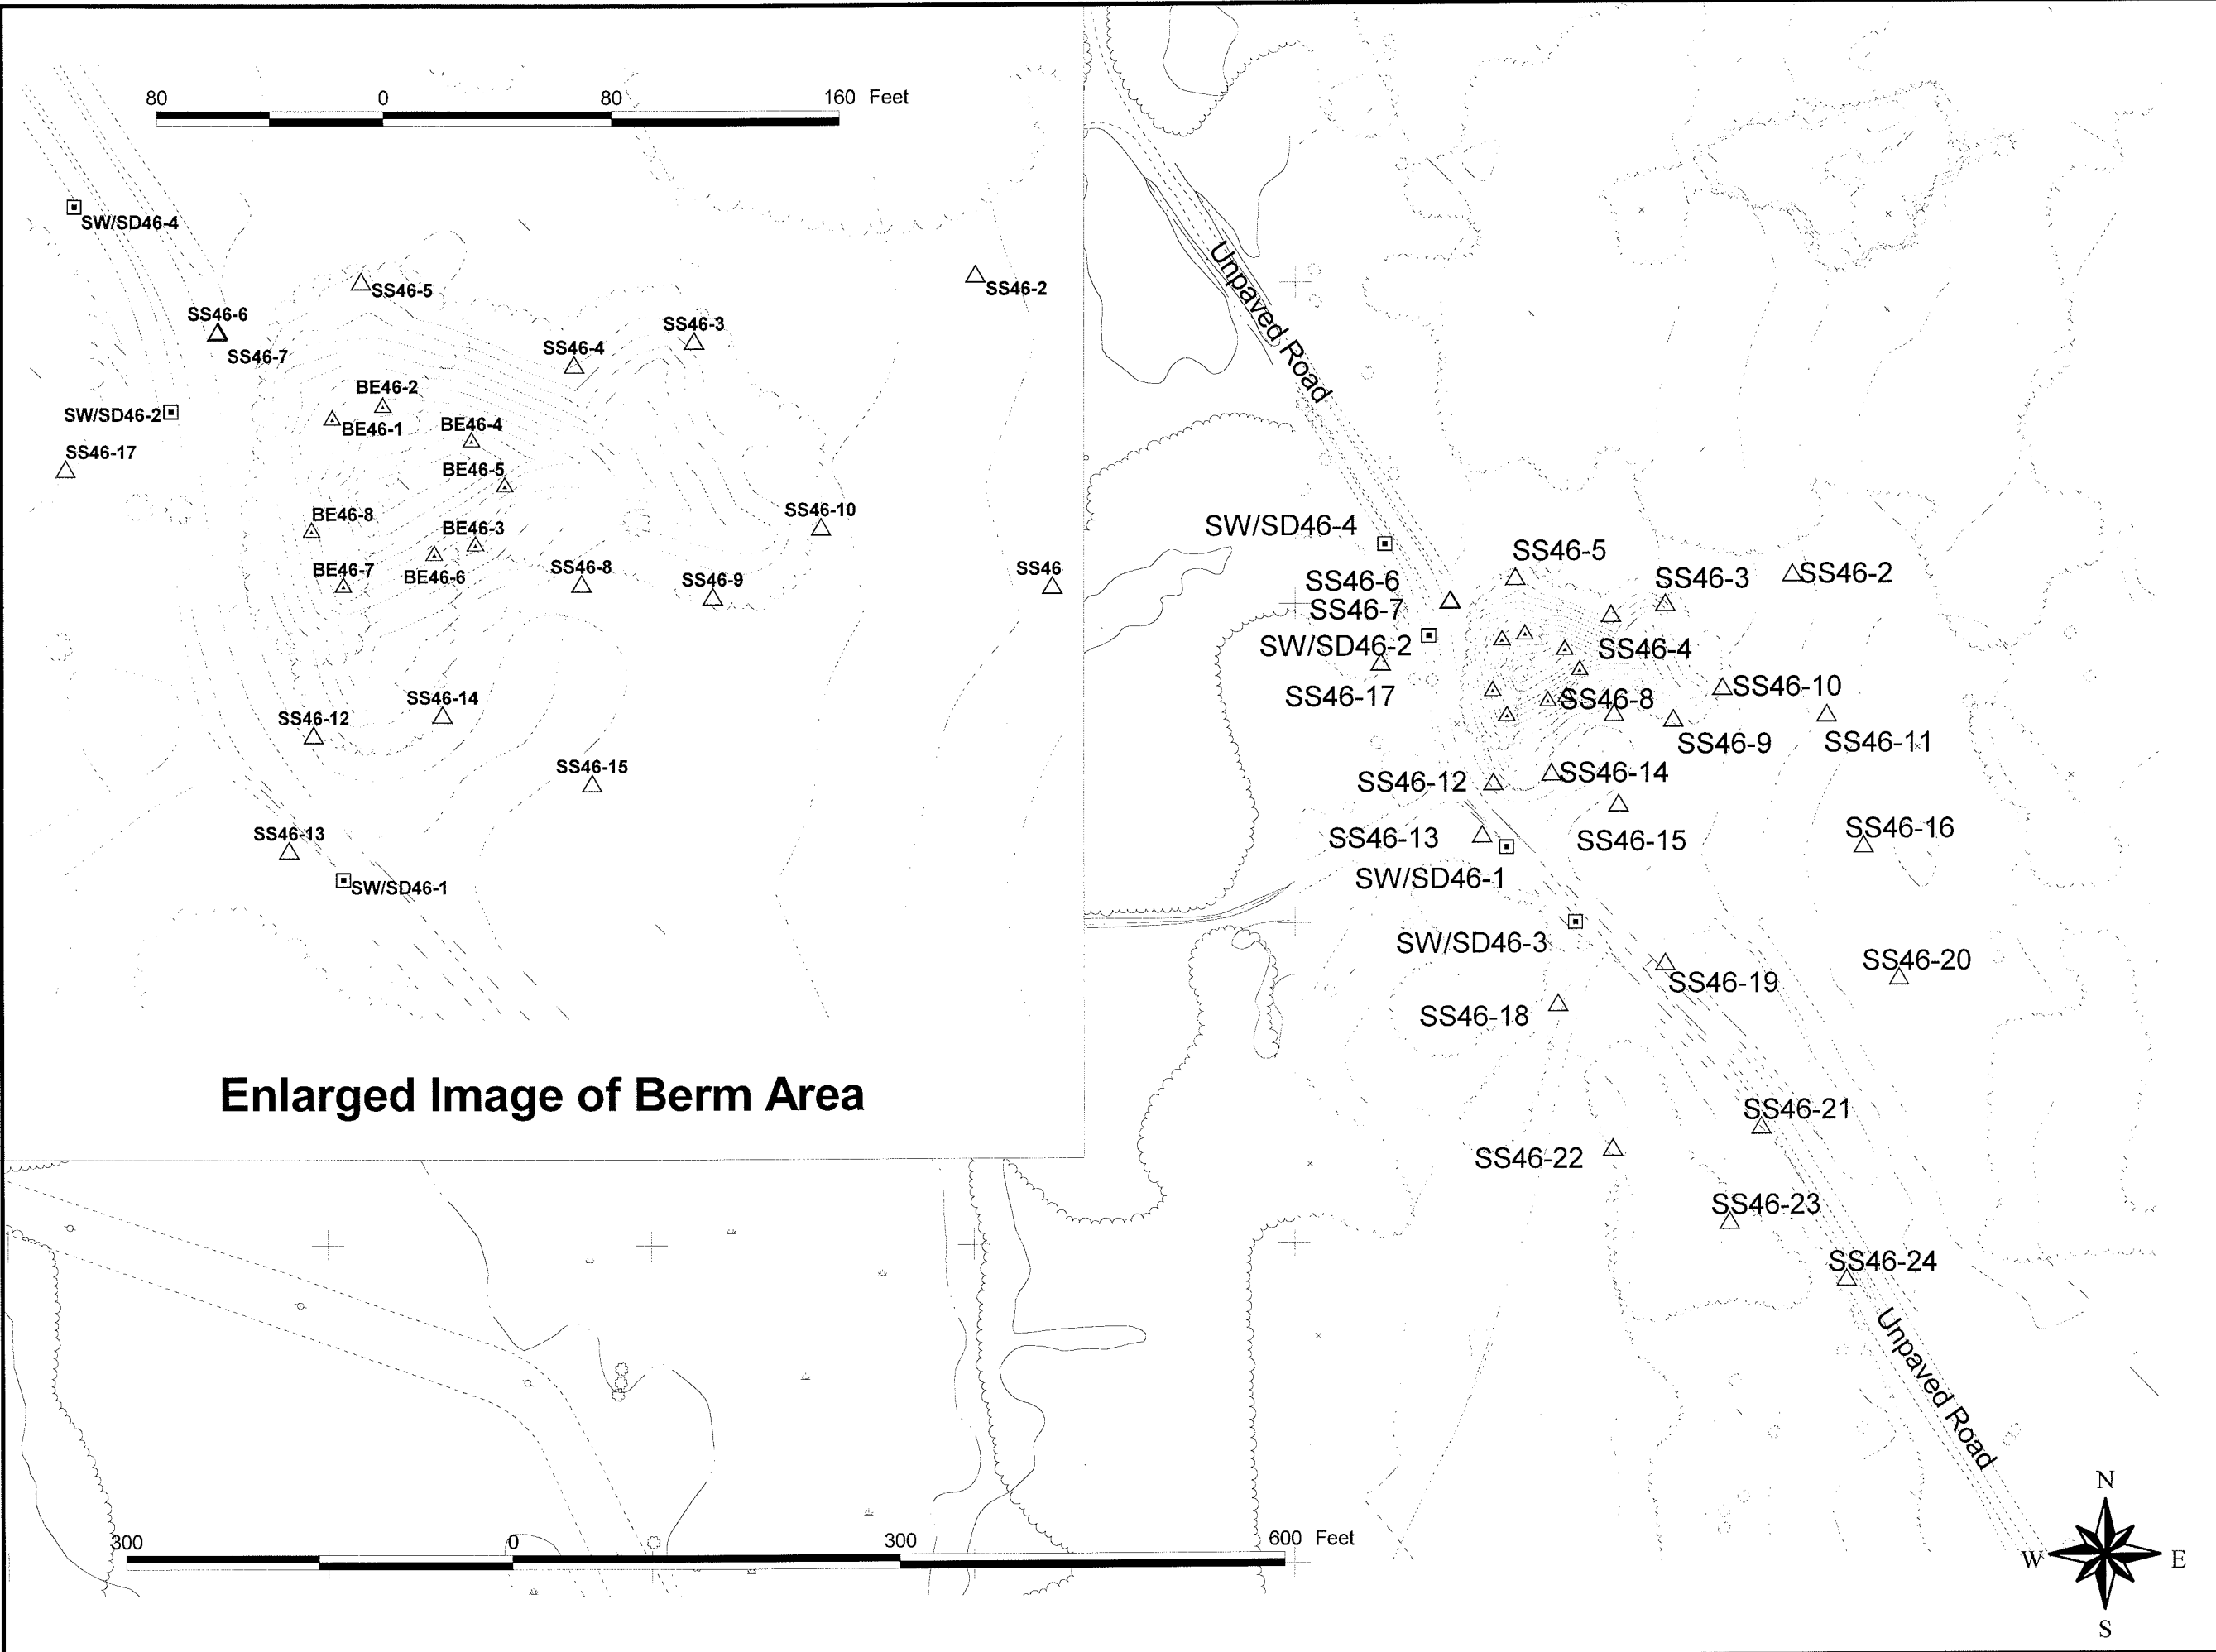 80 0 80 160 Feet
SW/SD46-4
SS46-5
SS46-2
SS46-6
SS46-7
SS46-3
SS46-4
BE46-2
BE46-1
BE46-4
SW/SD46-2
SS46-17
BE46-5
BE46-8
BE46-3
SS46-10
BE46-7
BE46-6
SS46-8
SS46-9
SS46
SS46-14
SS46-12
SS46-15
SS46-13
SW/SD46-1
Enlarged Image of Berm Area
Unpaved Road
SW/SD46-4
SS46-5
SS46-6
SS46-3
SS46-2
SS46-7
SW/SD46-2
SS46-4
SS46-17
SS46-8
SS46-10
SS46-9
SS46-11
SS46-12
SS46-14
SS46-13
SS46-15
SS46-16
SW/SD46-1
SW/SD46-3
SS46-20
SS46-19
SS46-18
SS46-21
SS46-22
SS46-23
SS46-24
Unpaved Road
300 0 300 600 Feet
N
W E
S